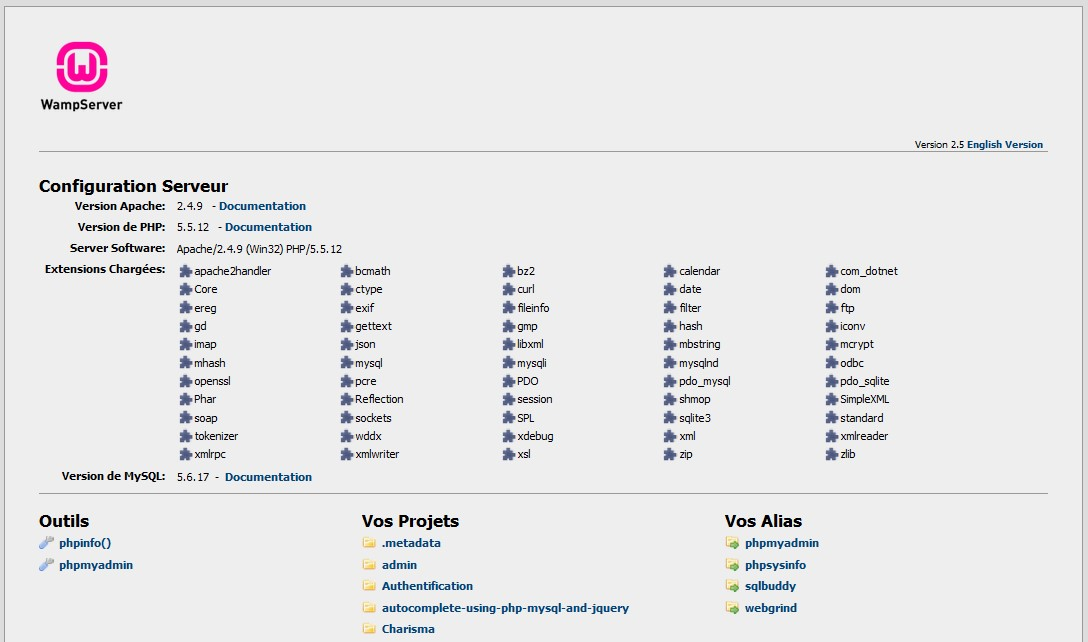 WampServer
Version 2.5 English Version
Configuration Serveur
Version Apache: 2.4.9 - Documentation
Version de PHP: 5.5.12 - Documentation
Server Software: Apache/2.4.9 (Win32) PHP/5.5.12
Extensions Chargées: apache2handler bcmath bz2 calendar com_dotnet
Core ctype curl date dom
ereg exif fileinfo filter ftp
gd gettext gmp hash iconv
imap json libxml mbstring mcrypt
mhash mysql mysqli mysqlnd odbc
openssl pcre PDO pdo_mysql pdo_sqlite
Phar Reflection session shmop SimpleXML
soap sockets SPL sqlite3 standard
tokenizer wddx xdebug xml xmlreader
xmlrpc xmlwriter xsl zip zlib
Version de MySQL: 5.6.17 - Documentation
Outils
phpinfo()
phpmyadmin
Vos Projets
.metadata
admin
Authentification
autocomplete-using-php-mysql-and-jquery
Charisma
Vos Alias
phpmyadmin
phpsysinfo
sqlbuddy
webgrind